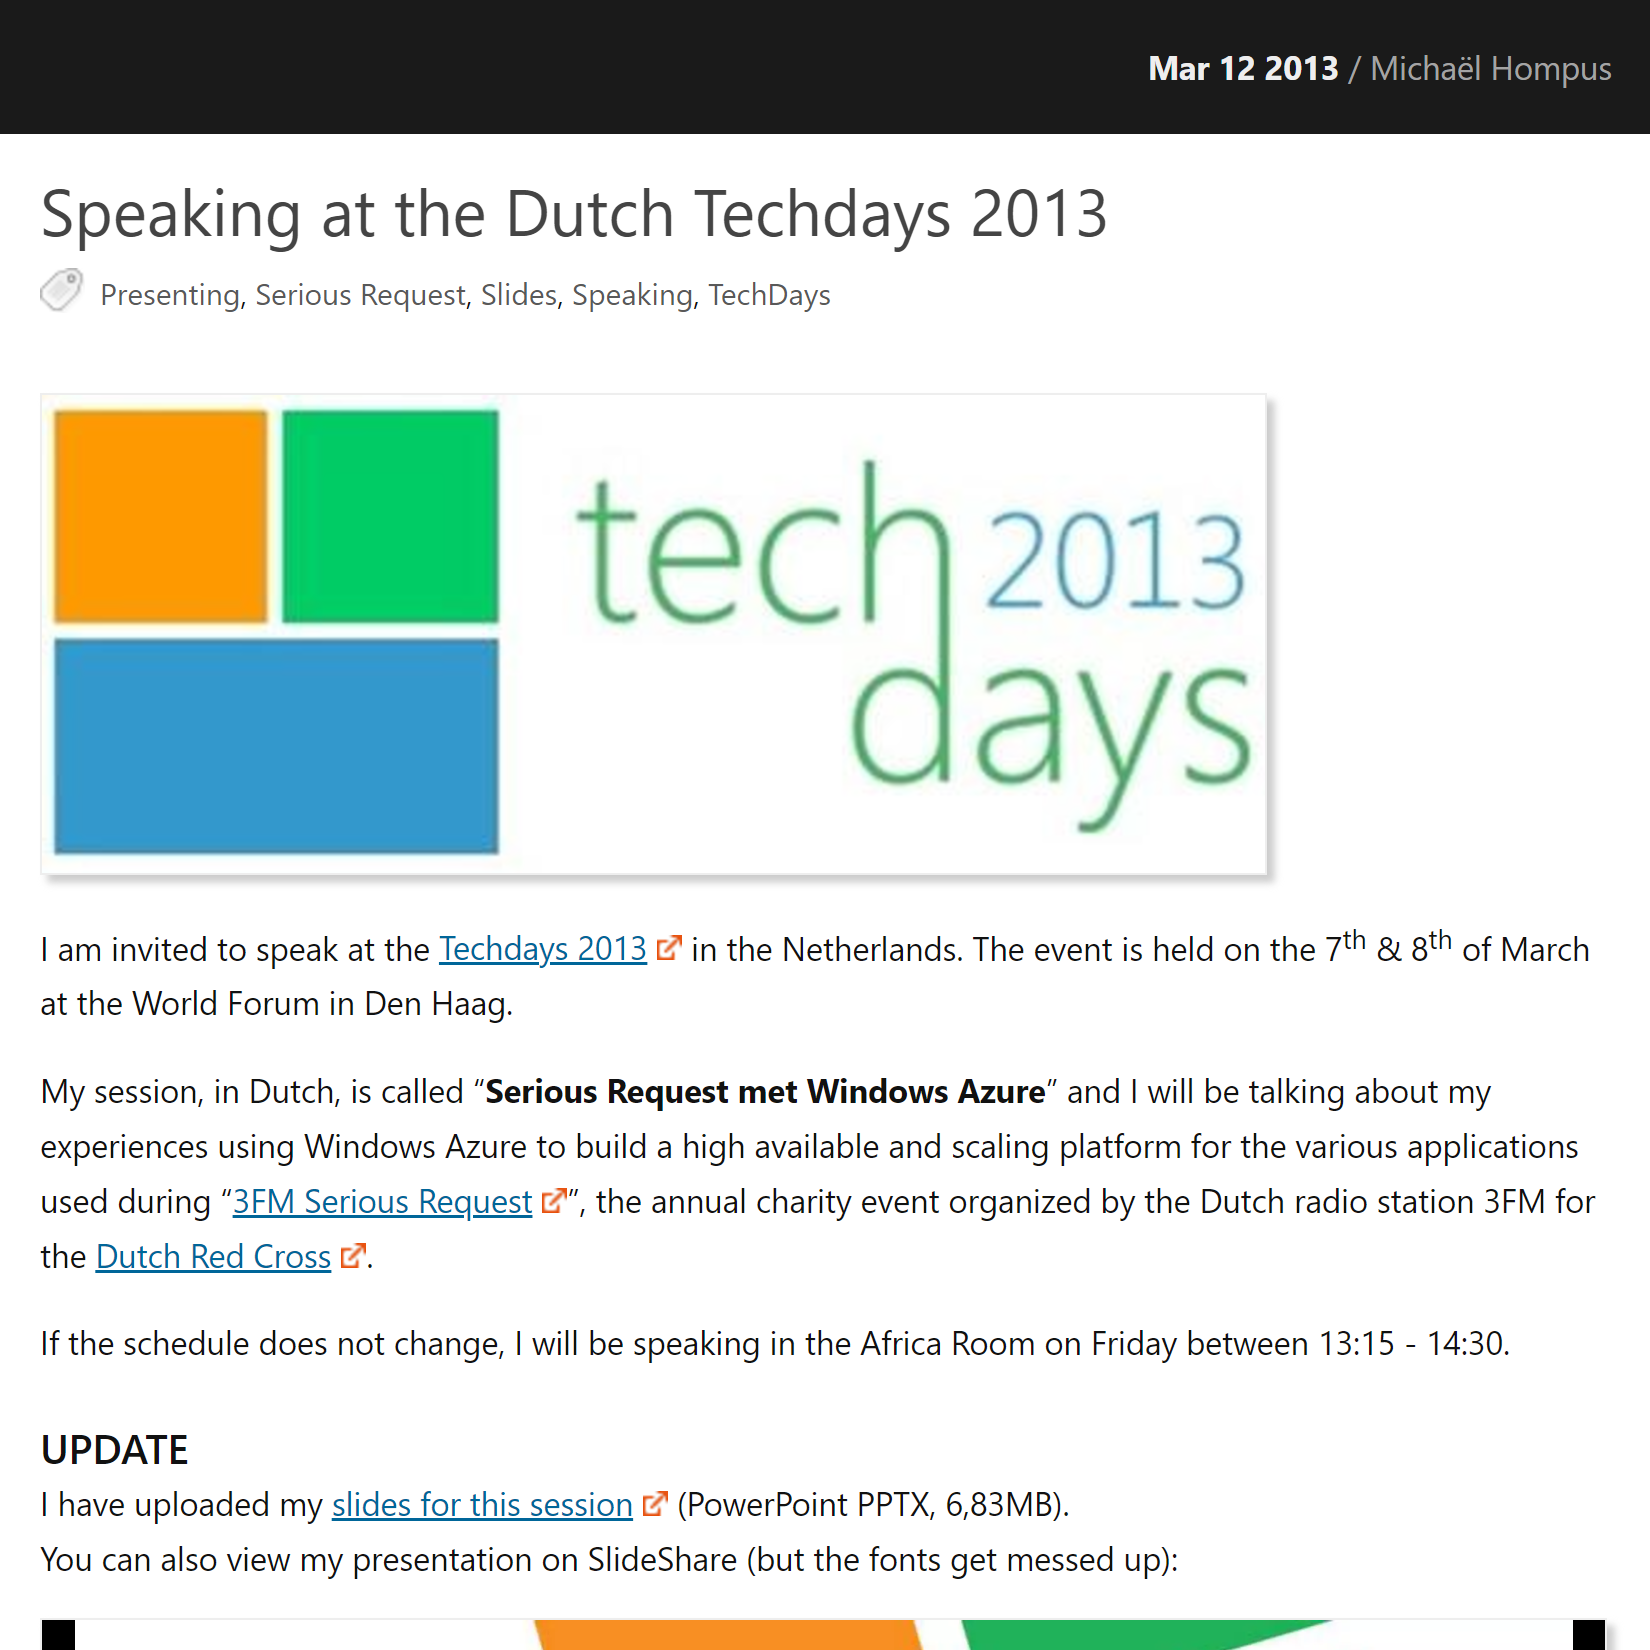 Mar 12 2013 / Michaël Hompus
Speaking at the Dutch Techdays 2013
Presenting, Serious Request, Slides, Speaking, TechDays
tech 2013
days
I am invited to speak at the Techdays 2013 in the Netherlands. The event is held on the 7th & 8th of March
at the World Forum in Den Haag.
My session, in Dutch, is called “Serious Request met Windows Azure” and I will be talking about my
experiences using Windows Azure to build a high available and scaling platform for the various applications
used during “3FM Serious Request”, the annual charity event organized by the Dutch radio station 3FM for
the Dutch Red Cross.
If the schedule does not change, I will be speaking in the Africa Room on Friday between 13:15 - 14:30.
UPDATE
I have uploaded my slides for this session (PowerPoint PPTX, 6,83MB).
You can also view my presentation on SlideShare (but the fonts get messed up):